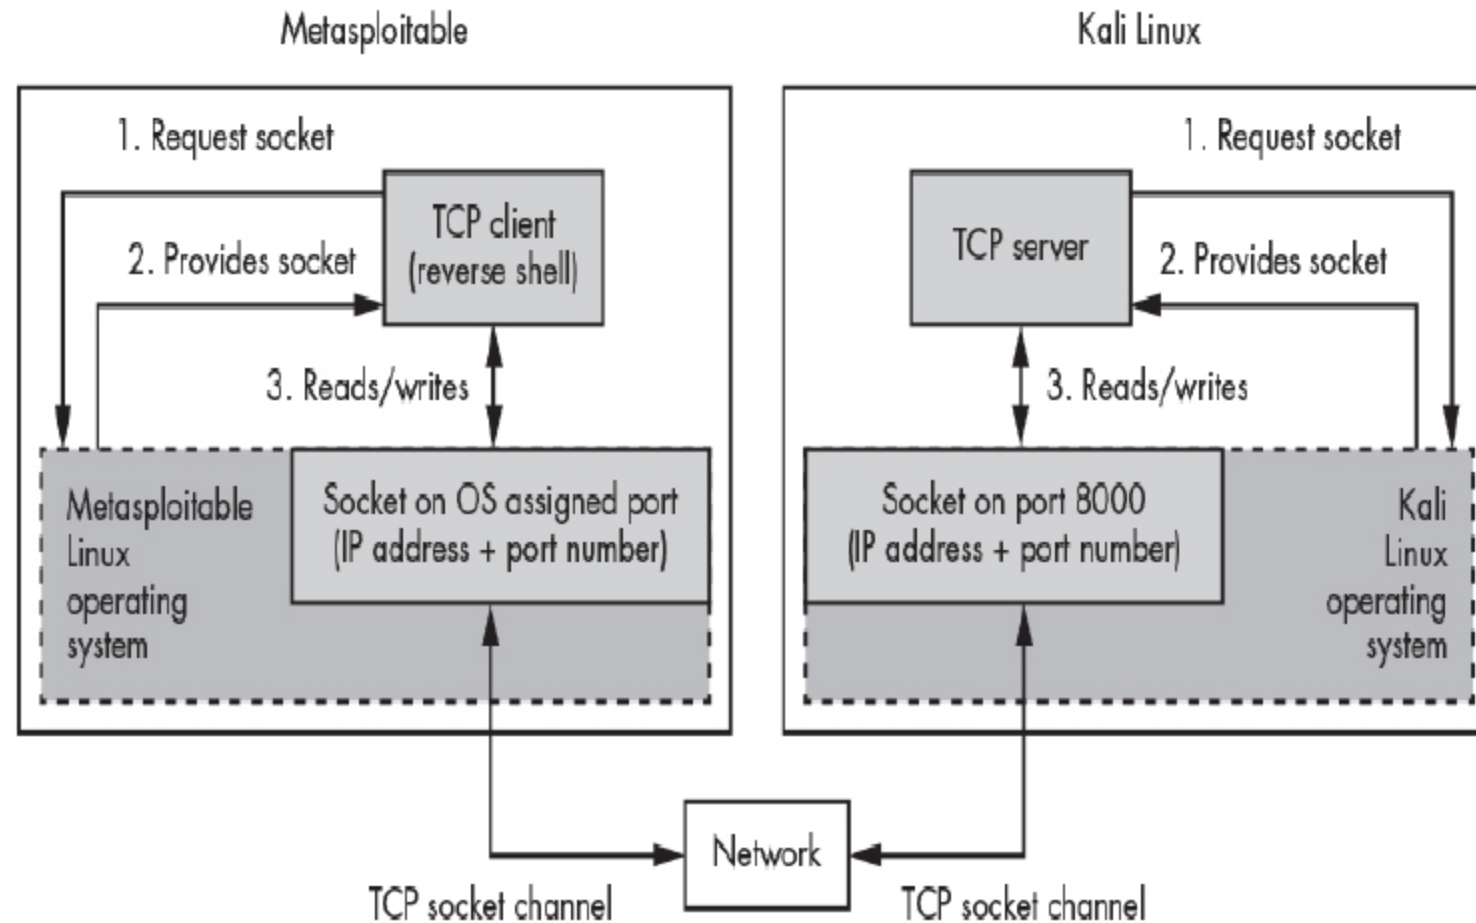 Metasploitable
Kali Linux
1. Request socket
TCP client
(reverse shell)
2. Provides socket
3. Reads/writes
Metasploitable
Linux
operating
system
Socket on OS assigned port
(IP address + port number)
1. Request socket
TCP server
2. Provides socket
3. Reads/writes
Socket on port 8000
(IP address + port number)
Kali
Linux
operating
system
Network
TCP socket channel
TCP socket channel